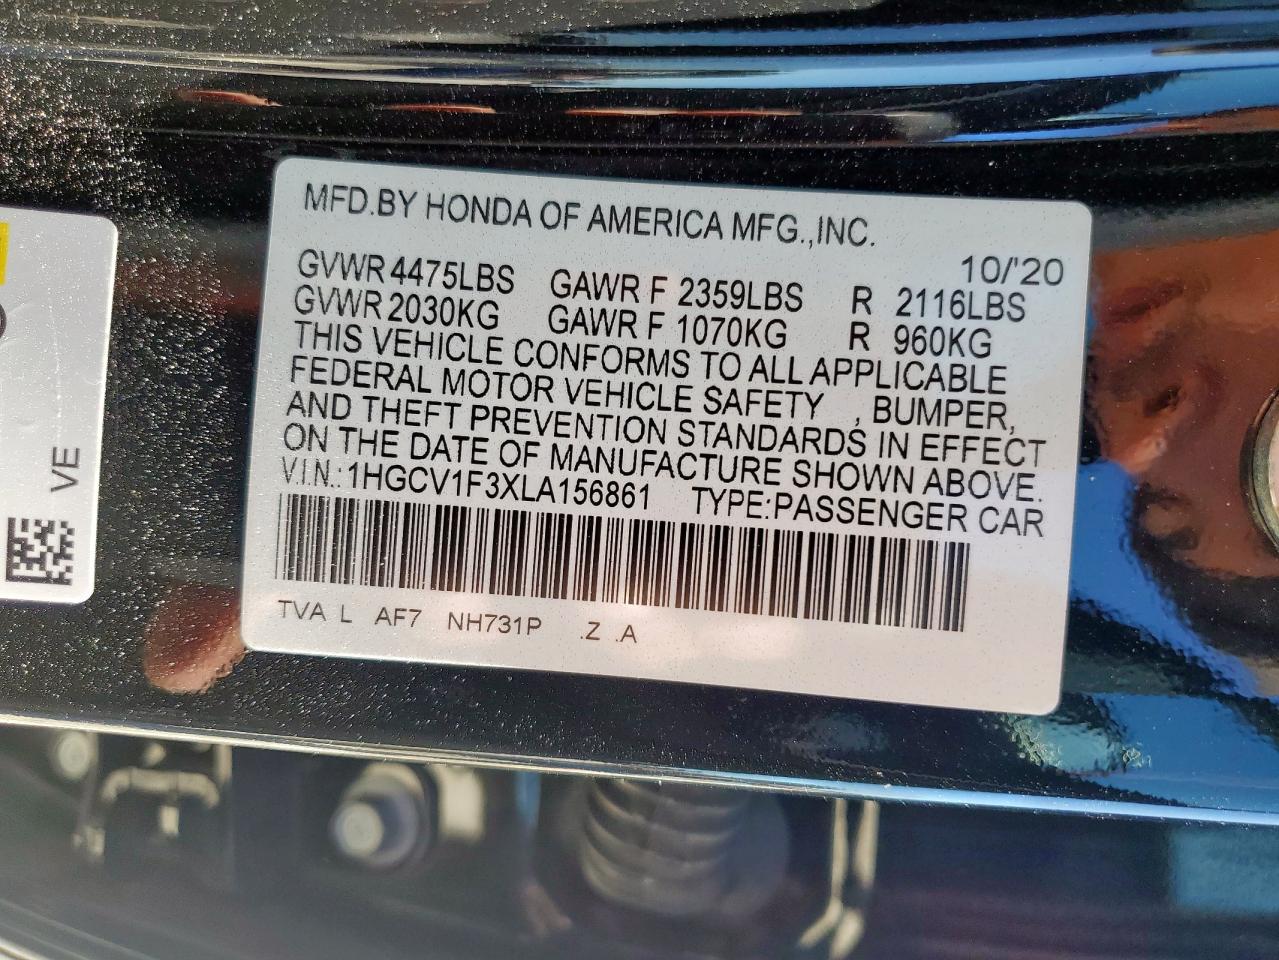 MFD.BY HONDA OF AMERICA MFG.,INC.
10/'20
GVWR 4475LBS GAWR F 2359LBS R 2116LBS
GVWR 2030KG GAWR F 1070KG R 960KG
THIS VEHICLE CONFORMS TO ALL APPLICABLE
FEDERAL MOTOR VEHICLE SAFETY , BUMPER,
AND THEFT PREVENTION STANDARDS IN EFFECT
ON THE DATE OF MANUFACTURE SHOWN ABOVE.
V.I.N.: 1HGCV1F3XLA156861 TYPE:PASSENGER CAR
TVA L AF7 NH731P .Z .A
VE